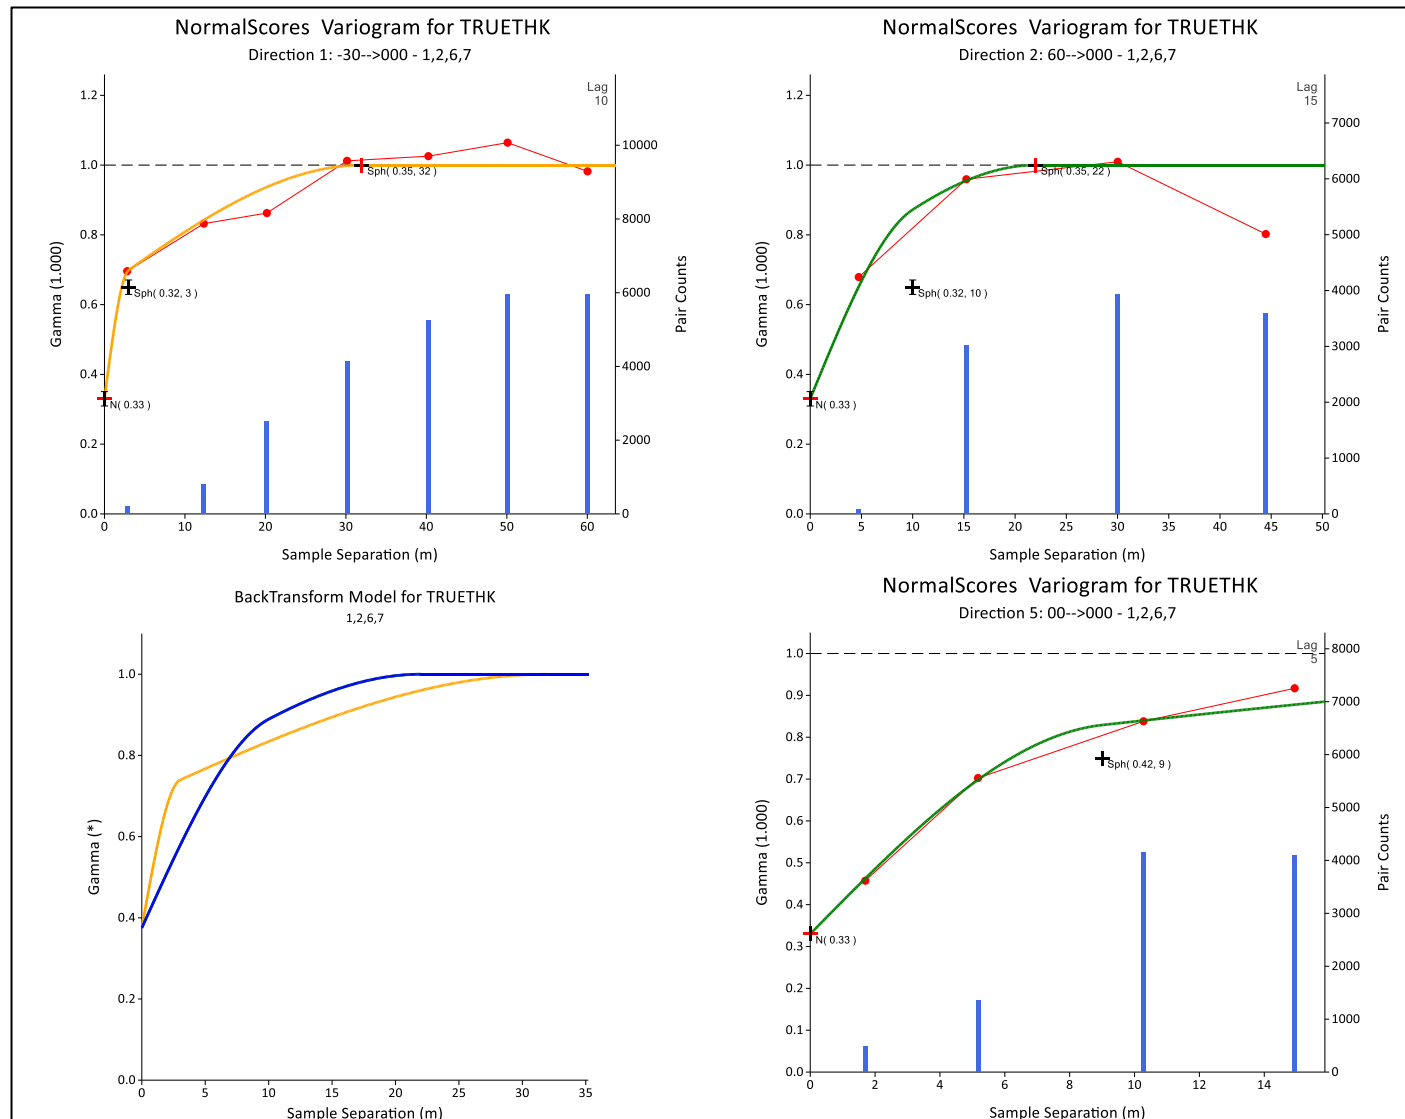 NormalScores Variogram for TRUETHK
Direction 1: -30-->000 - 1,2,6,7
Lag
10
1.2
1.0
0.8
0.6
0.4
0.2
0.0
Gamma (1.000)
10000
8000
6000
4000
2000
0
Pair Counts
Sph( 0.35, 32 )
Sph( 0.32, 3 )
N( 0.33 )
0 10 20 30 40 50 60
Sample Separation (m)
NormalScores Variogram for TRUETHK
Direction 2: 60-->000 - 1,2,6,7
Lag
15
1.2
1.0
0.8
0.6
0.4
0.2
0.0
Gamma (1.000)
7000
6000
5000
4000
3000
2000
1000
0
Pair Counts
Sph( 0.35, 22 )
Sph( 0.32, 10 )
N( 0.33 )
0 5 10 15 20 25 30 35 40 45 50
Sample Separation (m)
BackTransform Model for TRUETHK
1,2,6,7
1.0
0.8
0.6
0.4
0.2
0.0
Gamma (*)
0 5 10 15 20 25 30 35
Sample Separation (m)
NormalScores Variogram for TRUETHK
Direction 5: 00-->000 - 1,2,6,7
Lag
5
1.0
0.9
0.8
0.7
0.6
0.5
0.4
0.3
0.2
0.1
0.0
Gamma (1.000)
8000
7000
6000
5000
4000
3000
2000
1000
0
Pair Counts
Sph( 0.42, 9 )
N( 0.33 )
0 2 4 6 8 10 12 14
Sample Separation (m)